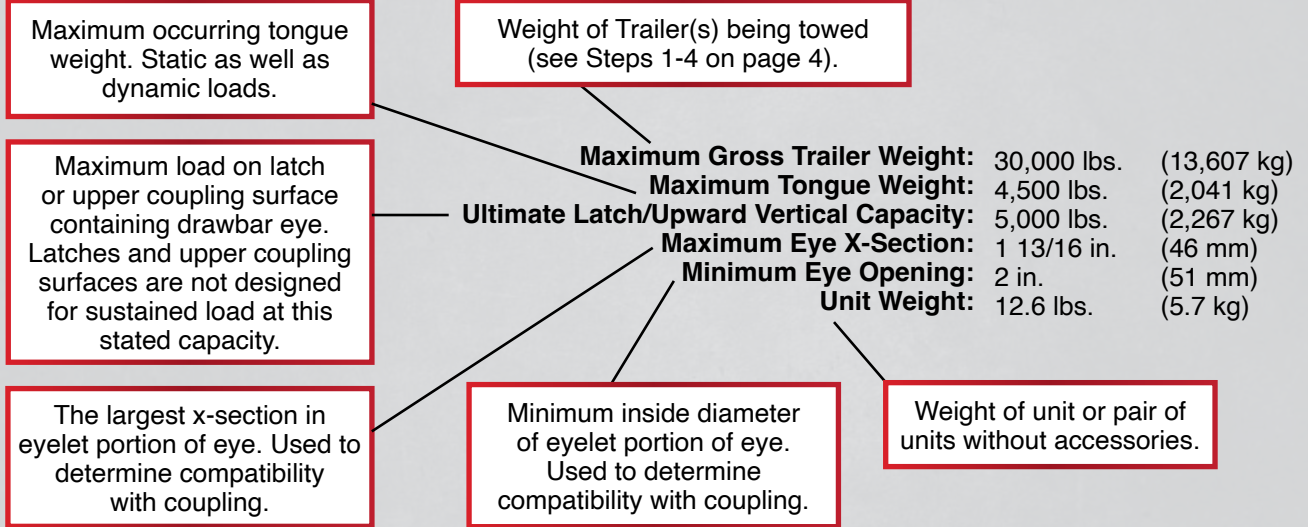 Maximum occurring tongue
weight. Static as well as
dynamic loads.
Weight of Trailer(s) being towed
(see Steps 1-4 on page 4).
Maximum load on latch
or upper coupling surface
containing drawbar eye.
Latches and upper coupling
surfaces are not designed
for sustained load at this
stated capacity.
Maximum Gross Trailer Weight: 30,000 lbs. (13,607 kg)
Maximum Tongue Weight: 4,500 lbs. (2,041 kg)
Ultimate Latch/Upward Vertical Capacity: 5,000 lbs. (2,267 kg)
Maximum Eye X-Section: 1 13/16 in. (46 mm)
Minimum Eye Opening: 2 in. (51 mm)
Unit Weight: 12.6 lbs. (5.7 kg)
The largest x-section in
eyelet portion of eye. Used to
determine compatibility
with coupling.
Minimum inside diameter
of eyelet portion of eye.
Used to determine
compatibility with coupling.
Weight of unit or pair of
units without accessories.